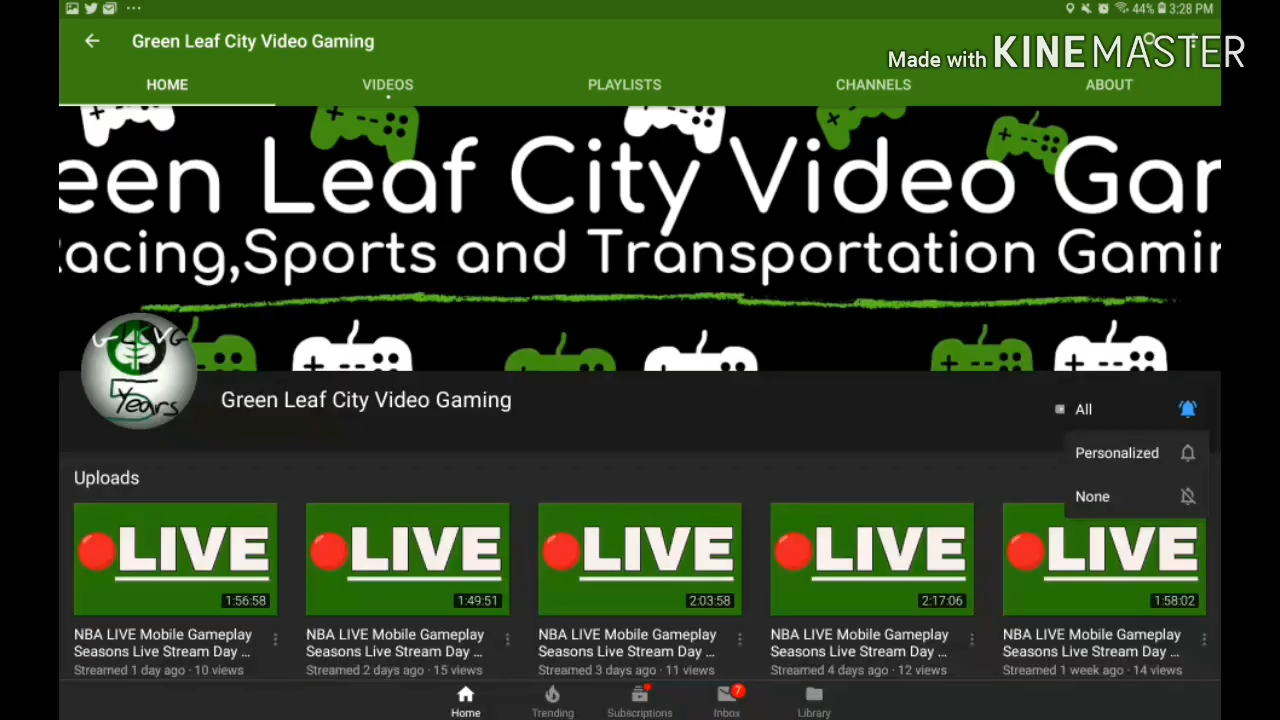 44% 3:28 PM
Green Leaf City Video Gaming
Made with KINEMASTER
HOME VIDEOS PLAYLISTS CHANNELS ABOUT
een Leaf City Video Gar
Racing,Sports and Transportation Gamin
GLCVG
5
Years
Green Leaf City Video Gaming
All
Personalized
None
Uploads
LIVE LIVE LIVE LIVE LIVE
1:56:58 1:49:51 2:03:58 2:17:06 1:58:02
NBA LIVE Mobile Gameplay NBA LIVE Mobile Gameplay NBA LIVE Mobile Gameplay NBA LIVE Mobile Gameplay NBA LIVE Mobile Gameplay
Seasons Live Stream Day ... Seasons Live Stream Day ... Seasons Live Stream Day ... Seasons Live Stream Day ... Seasons Live Stream Day ...
Streamed 1 day ago · 10 views Streamed 2 days ago · 15 views Streamed 3 days ago · 11 views Streamed 4 days ago · 12 views Streamed 1 week ago · 14 views
7
Home Trending Subscriptions Inbox Library